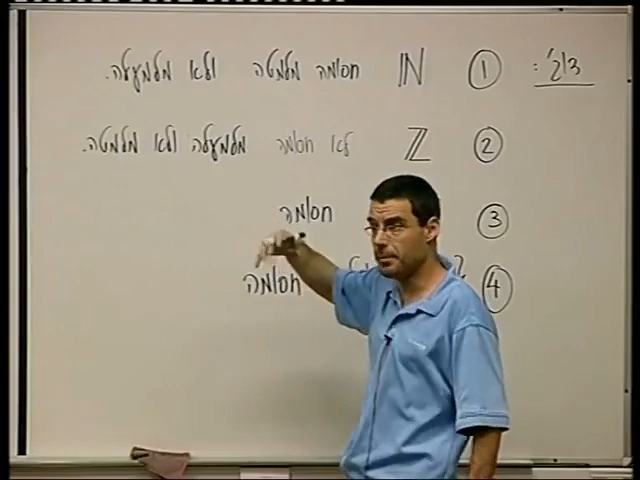 דוג': ① ℕ חסומה מלמטה ולא מלמעלה.
② ℤ לא חסומה מלמעלה ולא מלמטה.
③ חסומה
④ חסומה